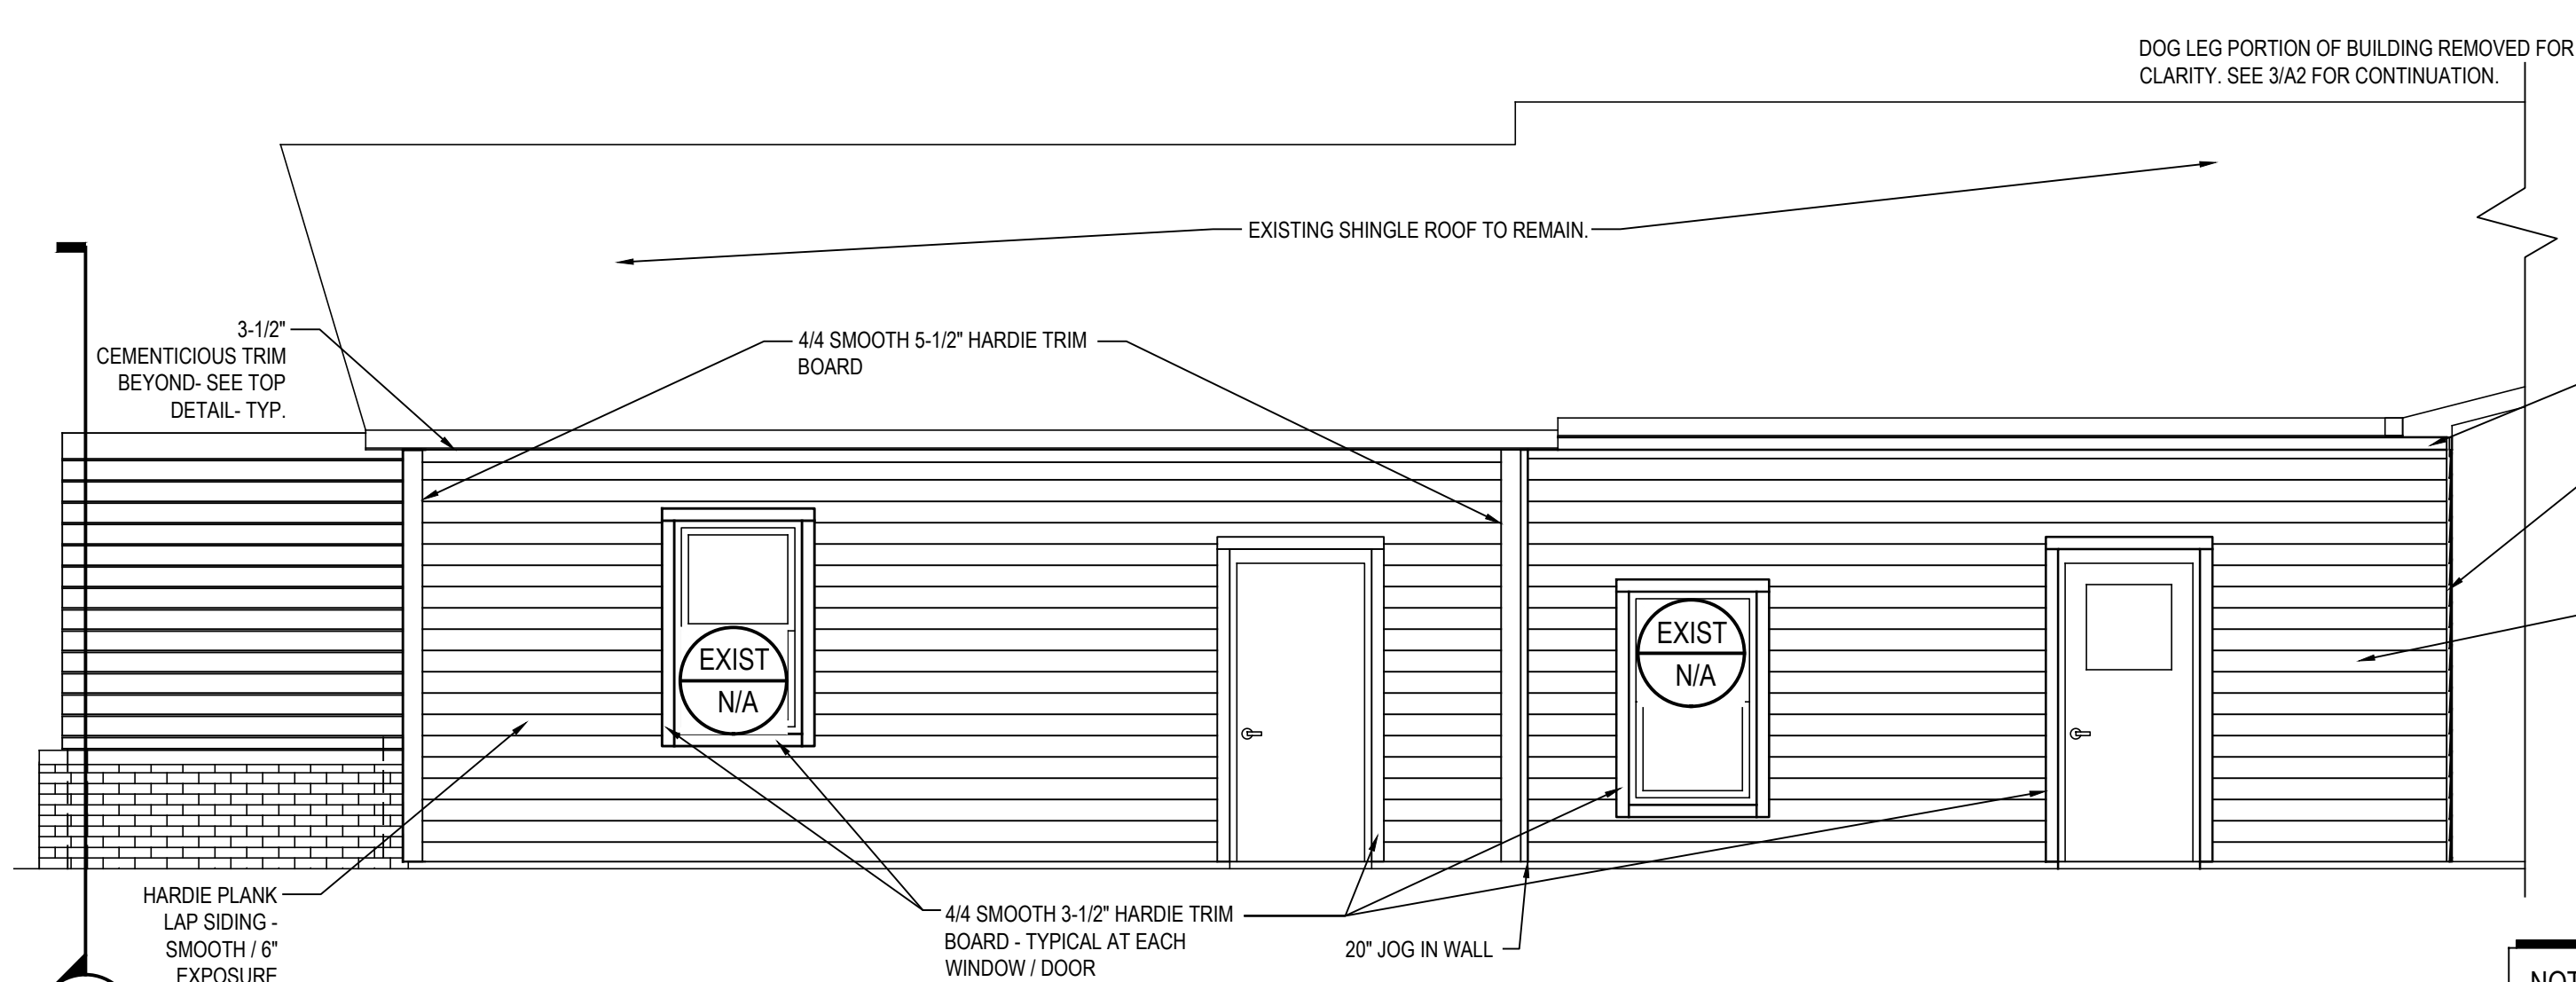 DOG LEG PORTION OF BUILDING REMOVED FOR
CLARITY. SEE 3/A2 FOR CONTINUATION.
EXISTING SHINGLE ROOF TO REMAIN.
3-1/2"
CEMENTICIOUS TRIM
BEYOND- SEE TOP
DETAIL- TYP.
4/4 SMOOTH 5-1/2" HARDIE TRIM
BOARD
EXIST
N/A
EXIST
N/A
HARDIE PLANK
LAP SIDING -
SMOOTH / 6"
EXPOSURE
4/4 SMOOTH 3-1/2" HARDIE TRIM
BOARD - TYPICAL AT EACH
WINDOW / DOOR
20" JOG IN WALL